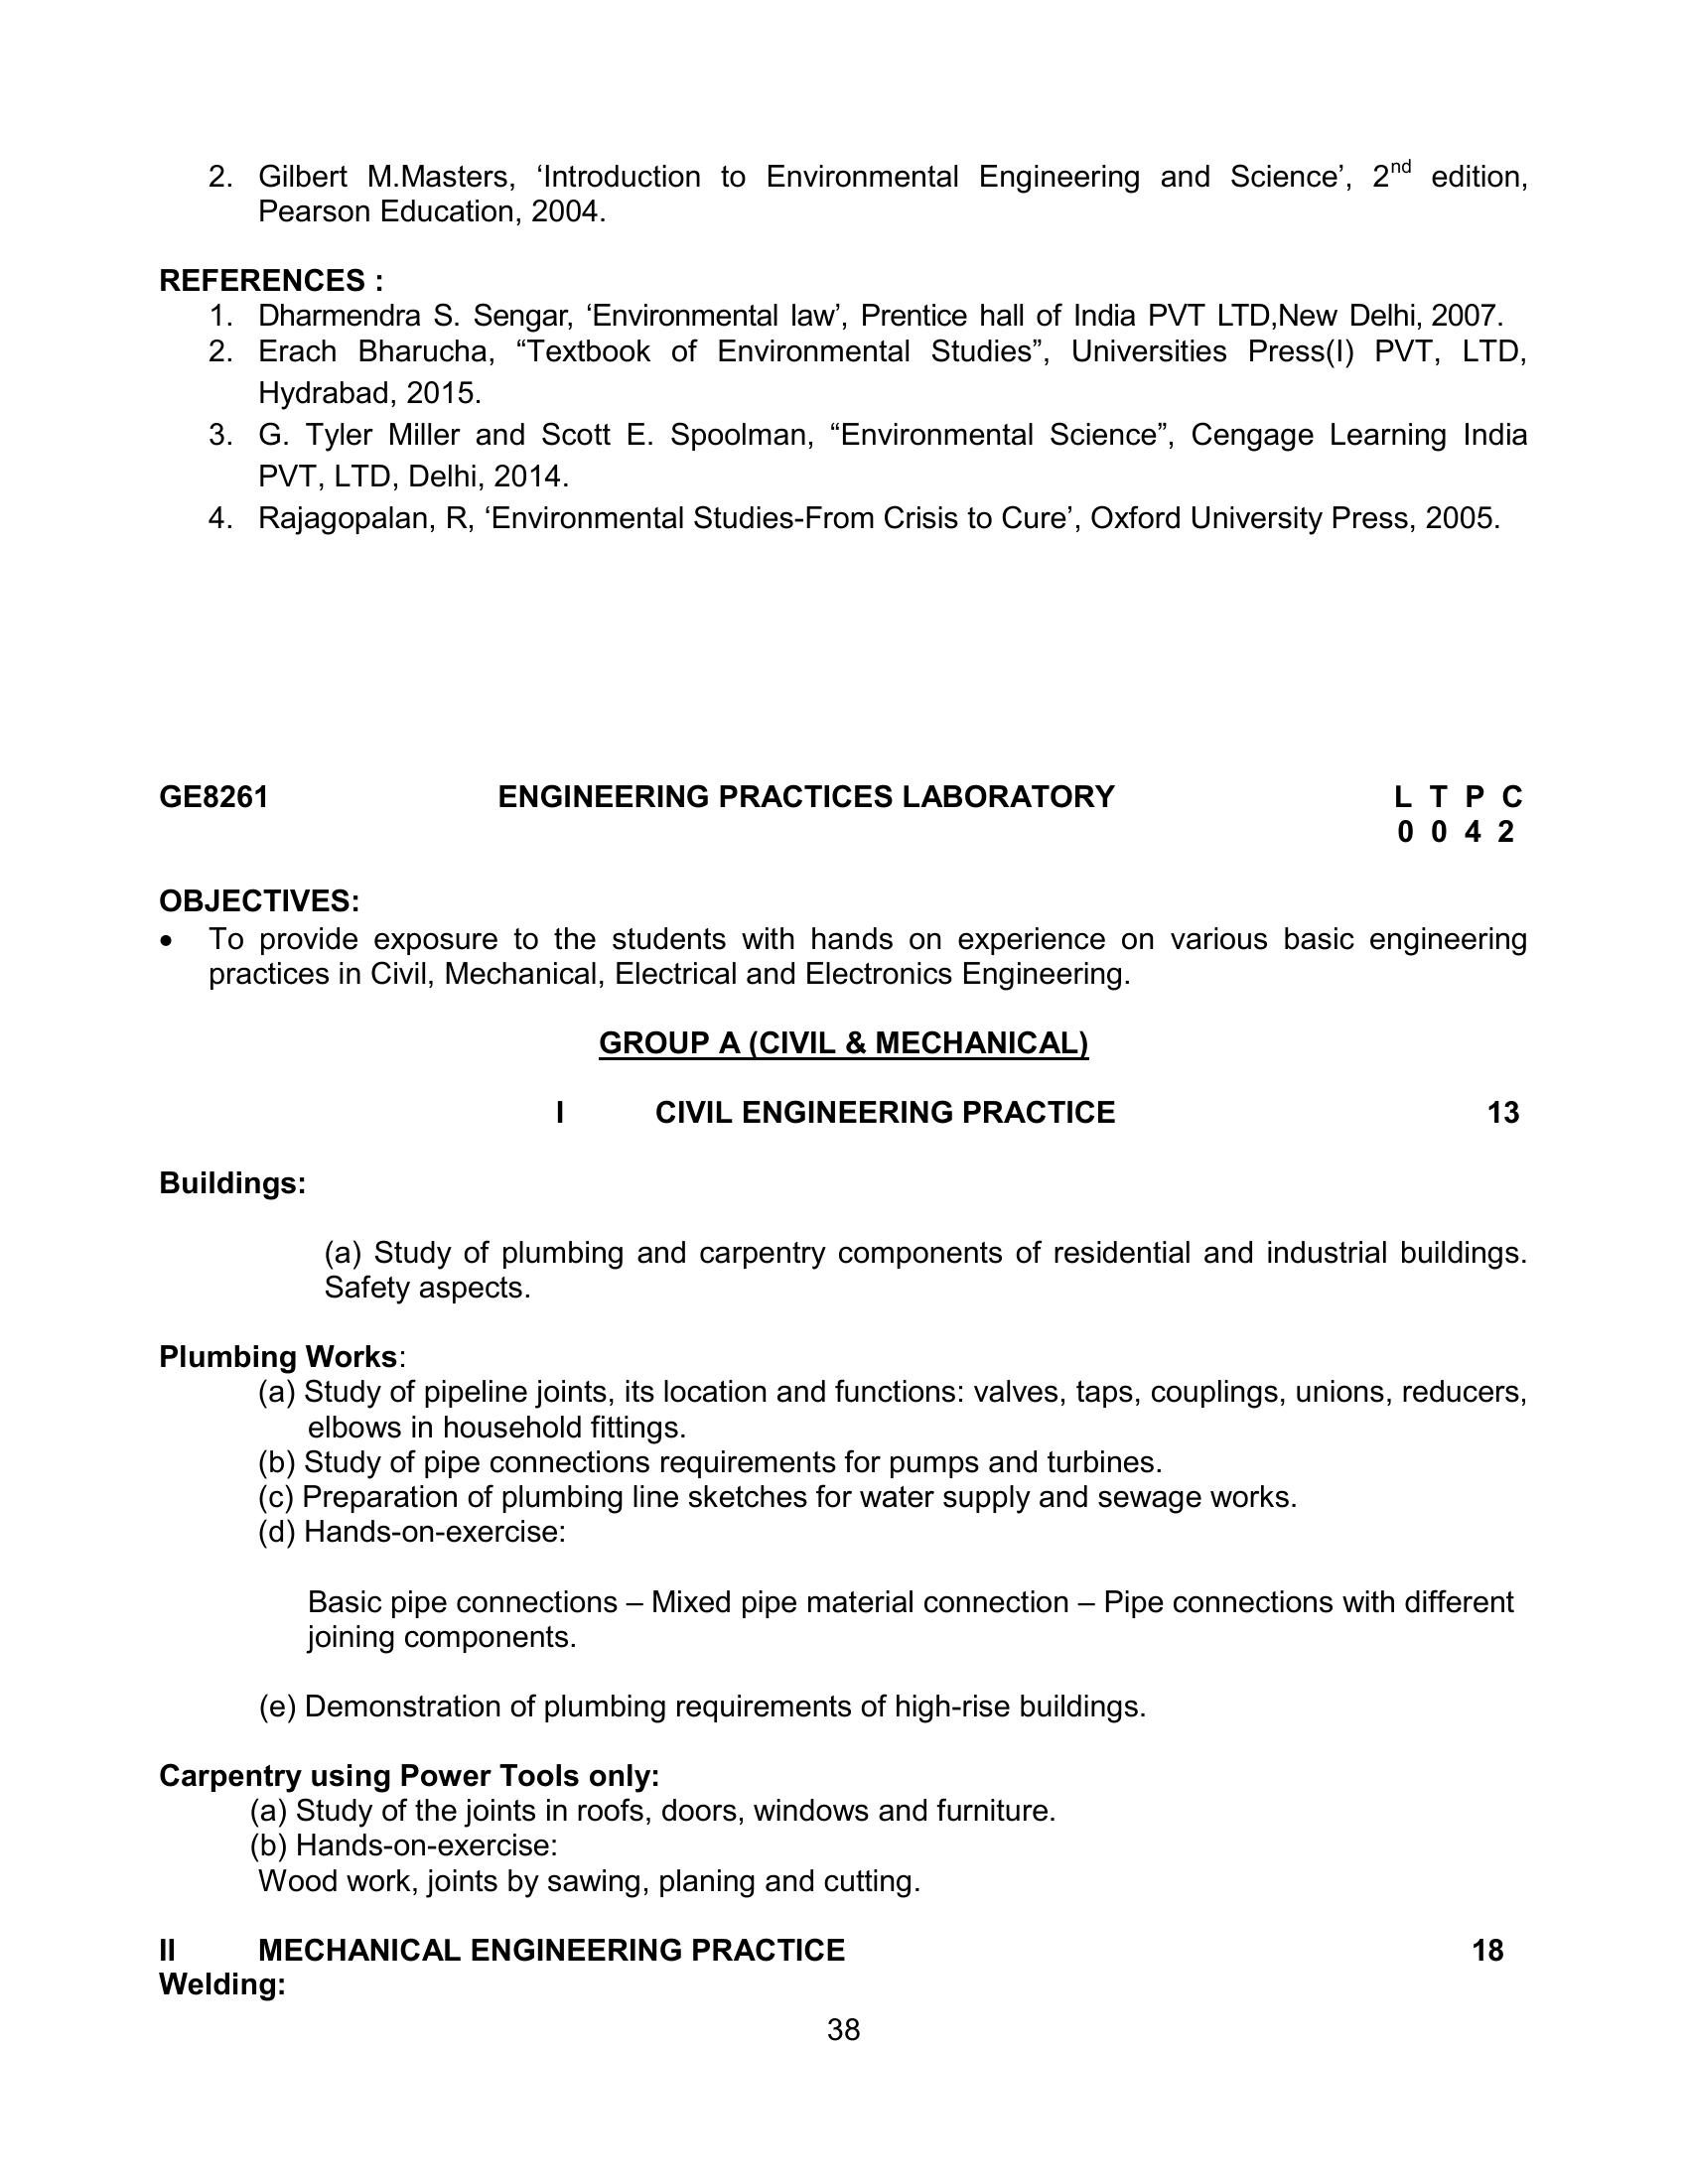 2. Gilbert M.Masters, ‘Introduction to Environmental Engineering and Science’, 2nd edition,
Pearson Education, 2004.
REFERENCES :
1. Dharmendra S. Sengar, ‘Environmental law’, Prentice hall of India PVT LTD,New Delhi, 2007.
2. Erach Bharucha, “Textbook of Environmental Studies”, Universities Press(I) PVT, LTD,
Hydrabad, 2015.
3. G. Tyler Miller and Scott E. Spoolman, “Environmental Science”, Cengage Learning India
PVT, LTD, Delhi, 2014.
4. Rajagopalan, R, ‘Environmental Studies-From Crisis to Cure’, Oxford University Press, 2005.
GE8261 ENGINEERING PRACTICES LABORATORY L T P C
0 0 4 2
OBJECTIVES:
• To provide exposure to the students with hands on experience on various basic engineering
practices in Civil, Mechanical, Electrical and Electronics Engineering.
GROUP A (CIVIL & MECHANICAL)
I CIVIL ENGINEERING PRACTICE 13
Buildings:
(a) Study of plumbing and carpentry components of residential and industrial buildings.
Safety aspects.
Plumbing Works:
(a) Study of pipeline joints, its location and functions: valves, taps, couplings, unions, reducers,
elbows in household fittings.
(b) Study of pipe connections requirements for pumps and turbines.
(c) Preparation of plumbing line sketches for water supply and sewage works.
(d) Hands-on-exercise:
Basic pipe connections – Mixed pipe material connection – Pipe connections with different
joining components.
(e) Demonstration of plumbing requirements of high-rise buildings.
Carpentry using Power Tools only:
(a) Study of the joints in roofs, doors, windows and furniture.
(b) Hands-on-exercise:
Wood work, joints by sawing, planing and cutting.
II MECHANICAL ENGINEERING PRACTICE 18
Welding:
38